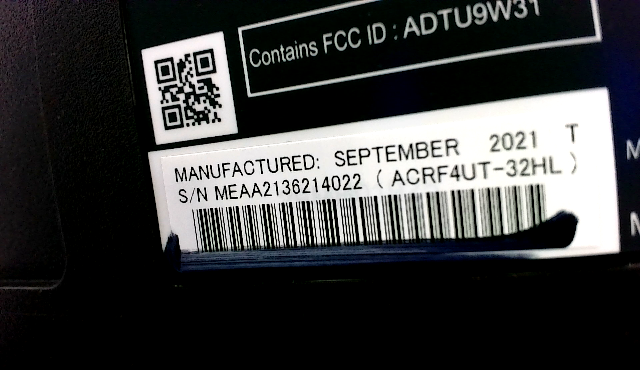 Contains FCC ID : ADTU9W31
MANUFACTURED: SEPTEMBER 2021 T
S/N MEAA2136214022 ( ACRF4UT-32HL )